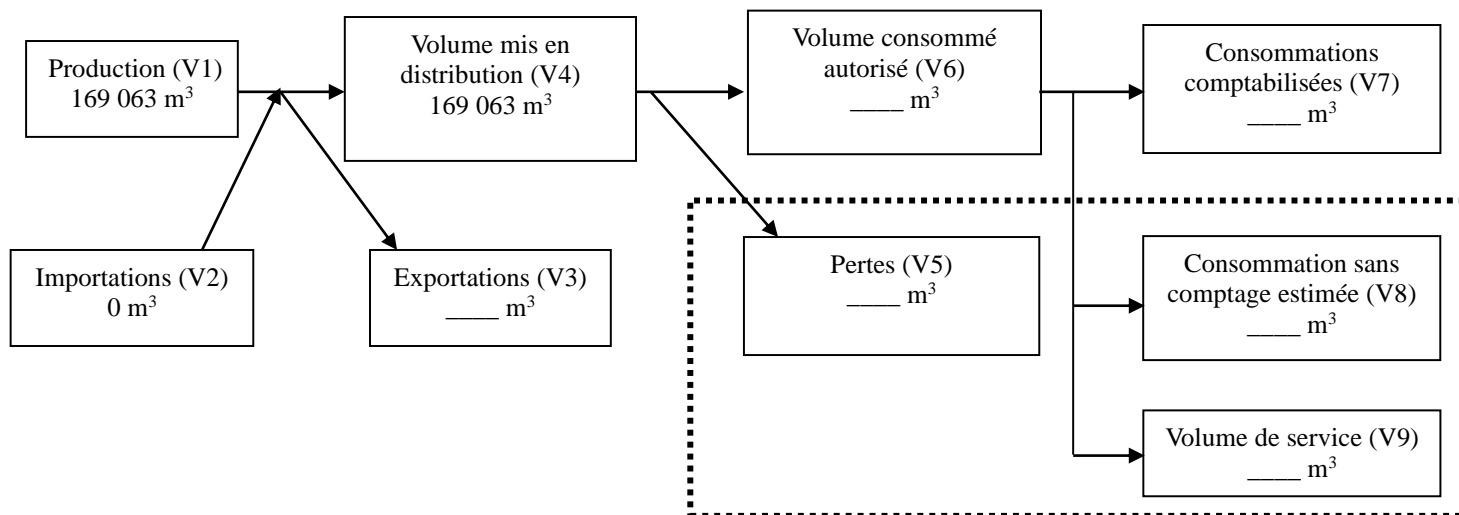 Production (V1)
169 063 m³
Volume mis en
distribution (V4)
169 063 m³
Volume consommé
autorisé (V6)
____ m³
Consommations
comptabilisées (V7)
____ m³
Importations (V2)
0 m³
Exportations (V3)
____ m³
Pertes (V5)
____ m³
Consommation sans
comptage estimée (V8)
____ m³
Volume de service (V9)
____ m³